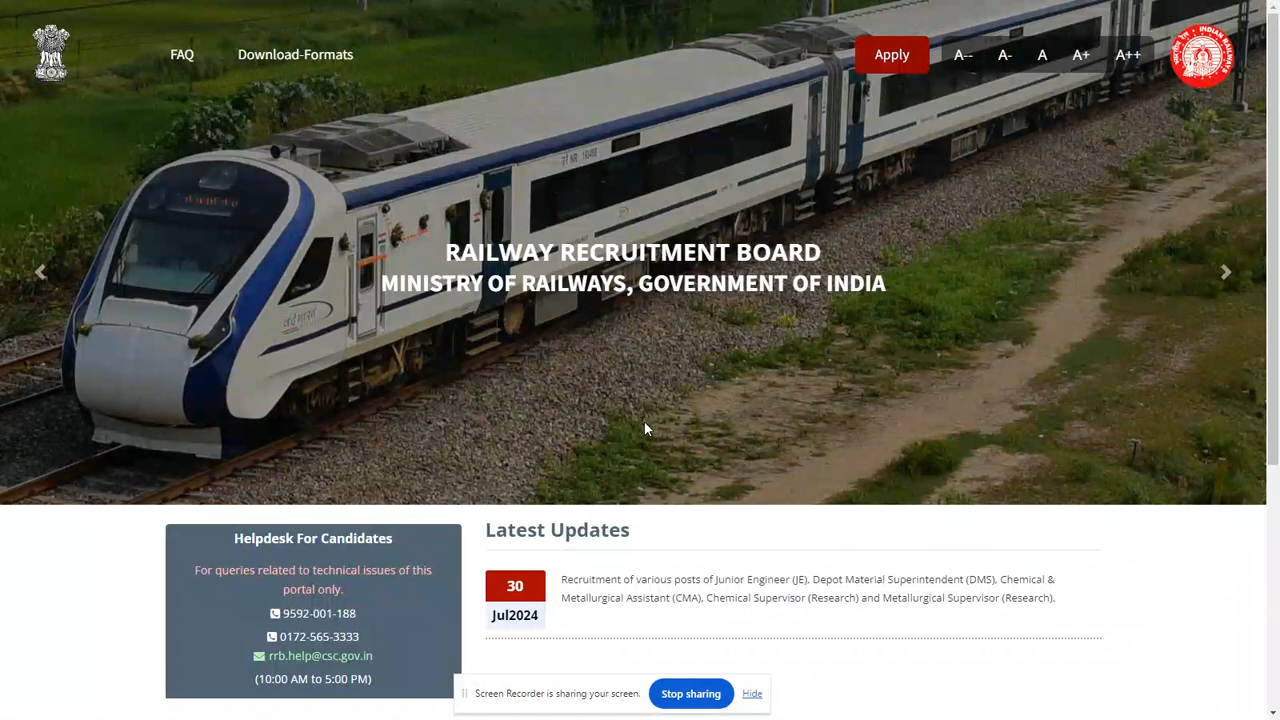 FAQ
Download-Formats
Apply
A--
A-
A
A+
A++
RAILWAY RECRUITMENT BOARD
MINISTRY OF RAILWAYS, GOVERNMENT OF INDIA
Helpdesk For Candidates
For queries related to technical issues of this
portal only.
9592-001-188
0172-565-3333
rrb.help@csc.gov.in
(10:00 AM to 5:00 PM)
Latest Updates
30
Jul2024
Recruitment of various posts of Junior Engineer (JE), Depot Material Superintendent (DMS), Chemical &
Metallurgical Assistant (CMA), Chemical Supervisor (Research) and Metallurgical Supervisor (Research).
Screen Recorder is sharing your screen.
Stop sharing
Hide